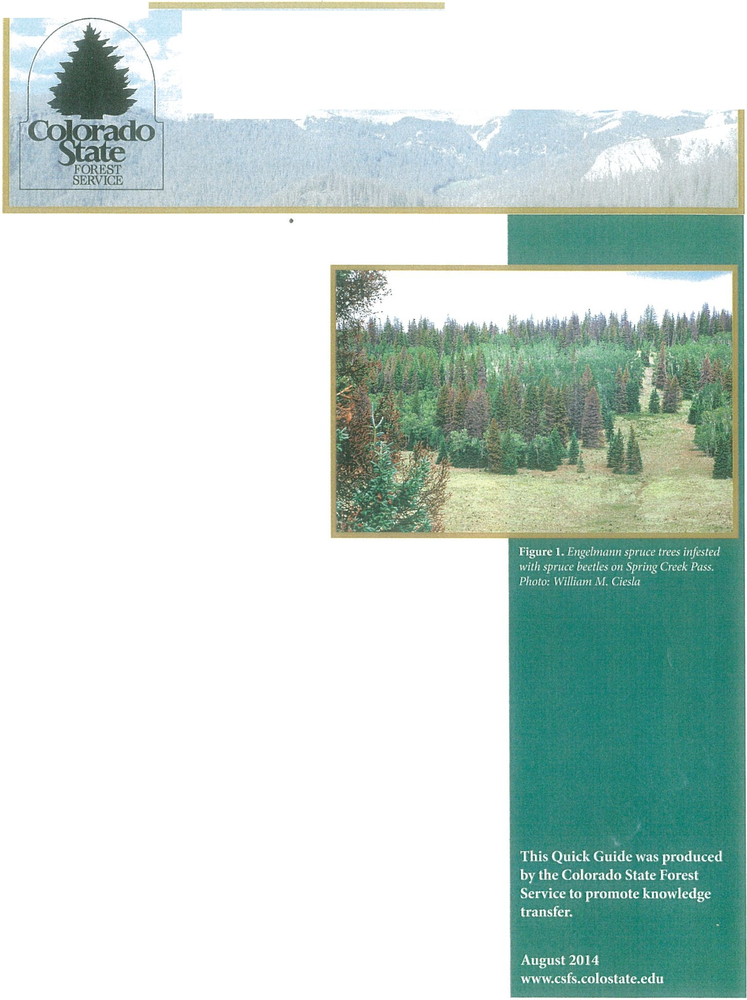 Colorado
State
FOREST
SERVICE
Figure 1. Engelmann spruce trees infested
with spruce beetles on Spring Creek Pass.
Photo: William M. Ciesla
This Quick Guide was produced
by the Colorado State Forest
Service to promote knowledge
transfer.
August 2014
www.csfs.colostate.edu